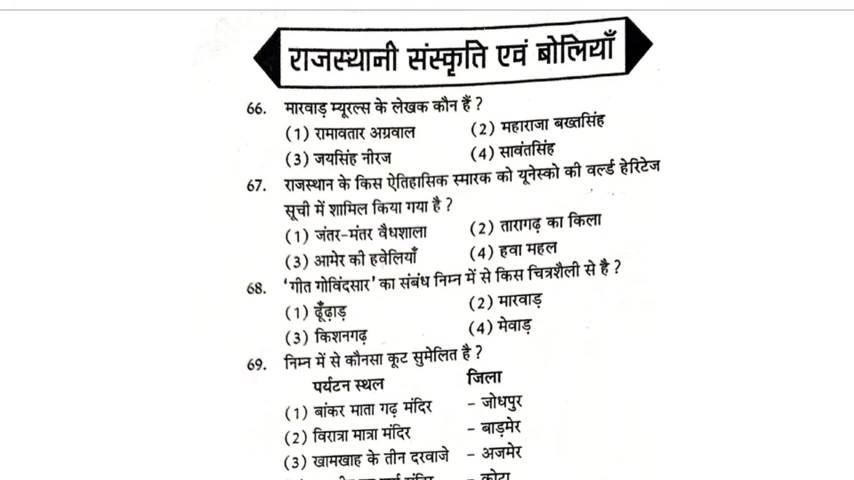 राजस्थानी संस्कृति एवं बोलियाँ
66. मारवाड़ म्यूरल्स के लेखक कौन हैं ?
(1) रामावतार अग्रवाल (2) महाराजा बख्तसिंह
(3) जयसिंह नीरज (4) सावंतसिंह
67. राजस्थान के किस ऐतिहासिक स्मारक को यूनेस्को की वर्ल्ड हेरिटेज
सूची में शामिल किया गया है ?
(1) जंतर-मंतर वैधशाला (2) तारागढ़ का किला
(3) आमेर की हवेलियाँ (4) हवा महल
68. 'गीत गोविंदसार' का संबंध निम्न में से किस चित्रशैली से है ?
(1) ढूँढ़ाड़ (2) मारवाड़
(3) किशनगढ़ (4) मेवाड़
69. निम्न में से कौनसा कूट सुमेलित है ?
पर्यटन स्थल जिला
(1) बांकर माता गढ़ मंदिर – जोधपुर
(2) विरात्रा मात्रा मंदिर – बाड़मेर
(3) खामखाह के तीन दरवाजे – अजमेर
मंदिर – कोटा